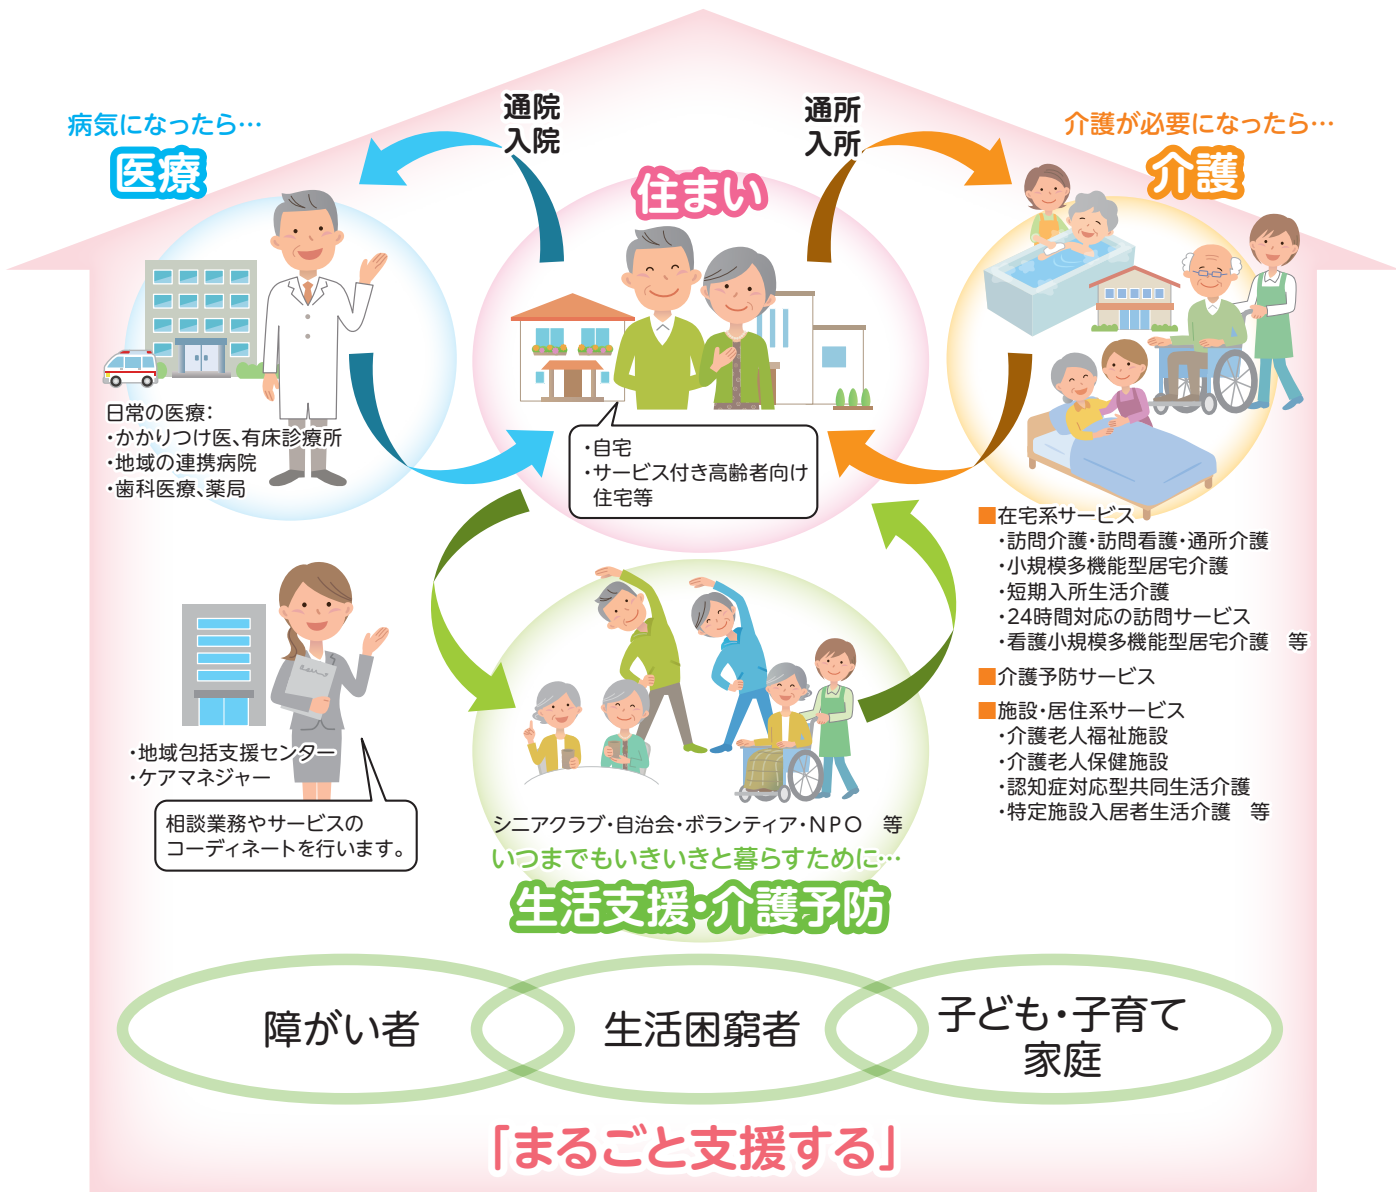 病気になったら…
医療
通院
入院
通所
入所
介護が必要になったら…
介護
住まい
日常の医療：
・かかりつけ医、有床診療所
・地域の連携病院
・歯科医療、薬局
・自宅
・サービス付き高齢者向け
住宅等
■在宅系サービス
・訪問介護・訪問看護・通所介護
・小規模多機能型居宅介護
・短期入所生活介護
・24時間対応の訪問サービス
・看護小規模多機能型居宅介護　等
■介護予防サービス
■施設・居住系サービス
・介護老人福祉施設
・介護老人保健施設
・認知症対応型共同生活介護
・特定施設入居者生活介護　等
・地域包括支援センター
・ケアマネジャー
相談業務やサービスの
コーディネートを行います。
シニアクラブ・自治会・ボランティア・ＮＰＯ　等
いつまでもいきいきと暮らすために…
生活支援・介護予防
障がい者
生活困窮者
子ども・子育て
家庭
「まるごと支援する」